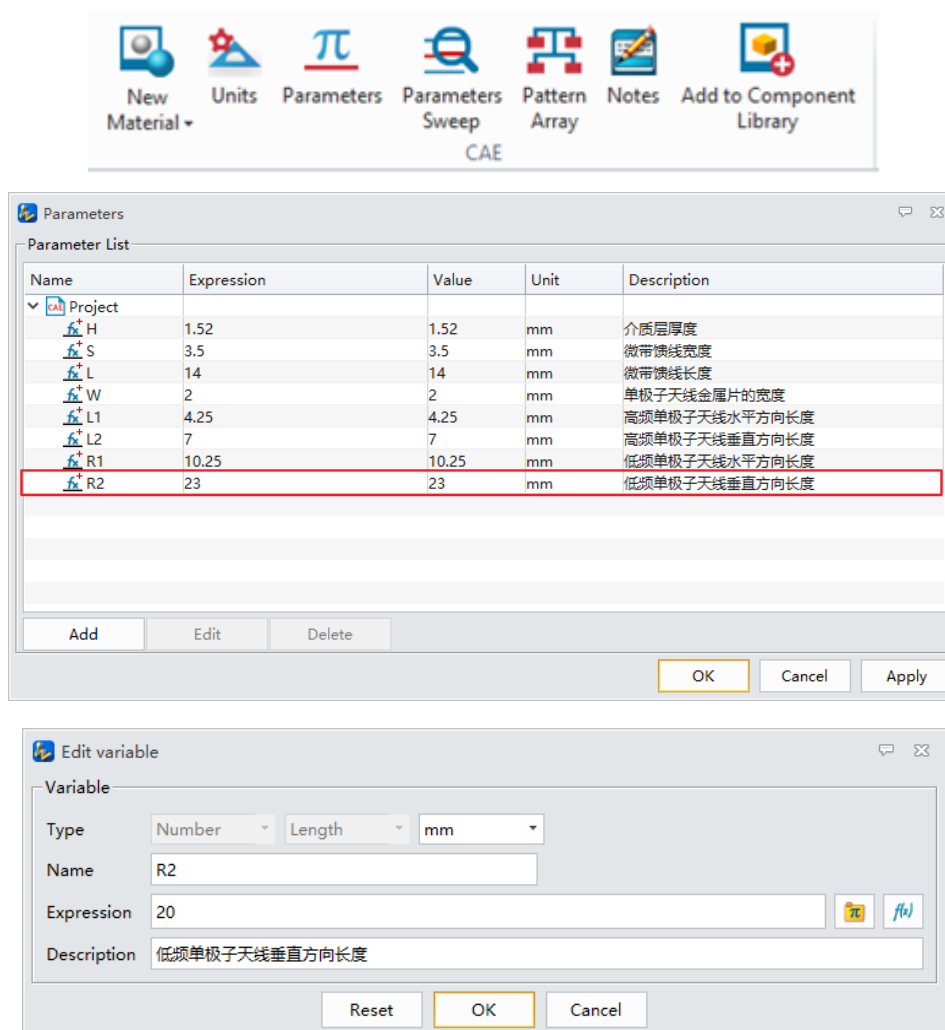 New Material
Units
Parameters
Parameters Sweep
Pattern Array
Notes
Add to Component Library
CAE
Parameters
Parameter List
Name Expression Value Unit Description
CAE Project
fx H 1.52 1.52 mm 介质层厚度
fx S 3.5 3.5 mm 微带馈线宽度
fx L 14 14 mm 微带馈线长度
fx W 2 2 mm 单极子天线金属片的宽度
fx L1 4.25 4.25 mm 高频单极子天线水平方向长度
fx L2 7 7 mm 高频单极子天线垂直方向长度
fx R1 10.25 10.25 mm 低频单极子天线水平方向长度
fx R2 23 23 mm 低频单极子天线垂直方向长度
Add Edit Delete
OK Cancel Apply
Edit variable
Variable
Type Number Length mm
Name R2
Expression 20 π f(x)
Description 低频单极子天线垂直方向长度
Reset OK Cancel